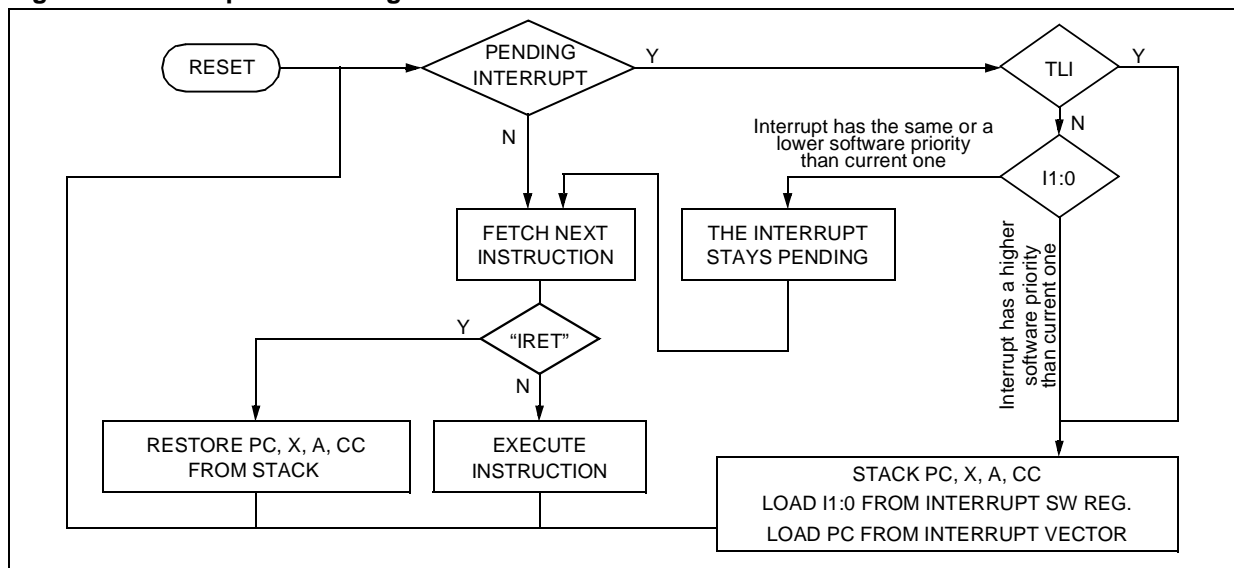 RESET
PENDING
INTERRUPT
Y
TLI
Y
N
N
Interrupt has the same or a
lower software priority
than current one
I1:0
FETCH NEXT
INSTRUCTION
THE INTERRUPT
STAYS PENDING
Interrupt has a higher
software priority
than current one
Y
“IRET”
N
RESTORE PC, X, A, CC
FROM STACK
EXECUTE
INSTRUCTION
STACK PC, X, A, CC
LOAD I1:0 FROM INTERRUPT SW REG.
LOAD PC FROM INTERRUPT VECTOR